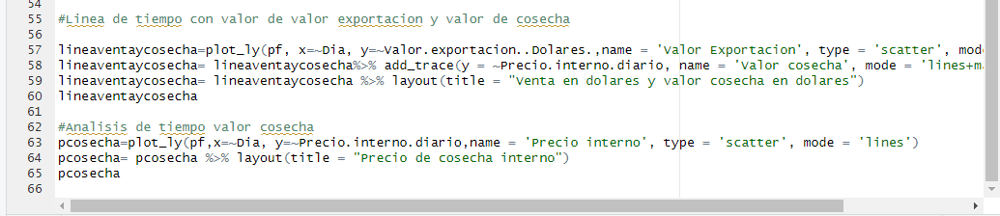 54
55 #Linea de tiempo con valor de valor exportacion y valor de cosecha
56
57 lineaventaycosecha=plot_ly(pf, x=~Dia, y=~Valor.exportacion..Dolares.,name = 'Valor Exportacion', type = 'scatter', mod
58 lineaventaycosecha= lineaventaycosecha%>% add_trace(y = ~Precio.interno.diario, name = 'Valor cosecha', mode = 'lines+m
59 lineaventaycosecha= lineaventaycosecha %>% layout(title = "Venta en dolares y valor cosecha en dolares")
60 lineaventaycosecha
61
62 #Analisis de tiempo valor cosecha
63 pcosecha=plot_ly(pf,x=~Dia, y=~Precio.interno.diario,name = 'Precio interno', type = 'scatter', mode = 'lines')
64 pcosecha= pcosecha %>% layout(title = "Precio de cosecha interno")
65 pcosecha
66